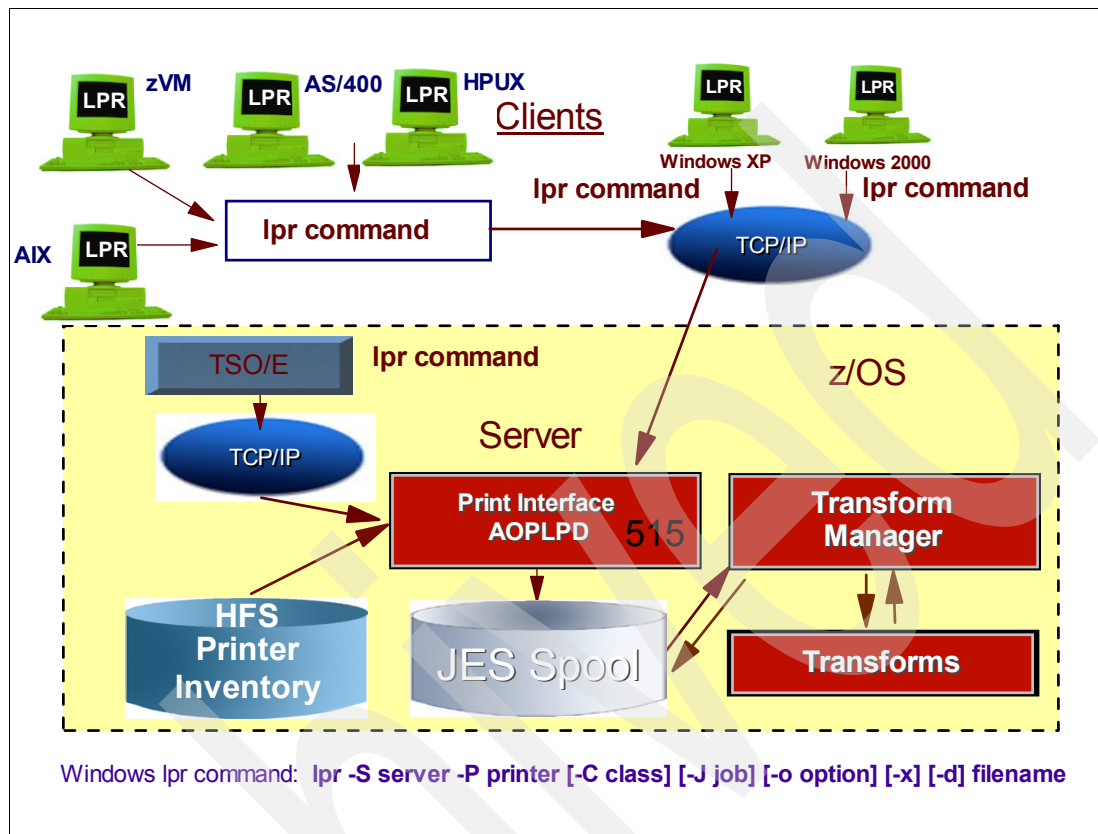 zVM
AS/400
HPUX
LPR
LPR
LPR
LPR
LPR
Clients
Windows XP
Windows 2000
lpr command
lpr command
lpr command
TCP/IP
AIX
LPR
TSO/E
lpr command
z/OS
TCP/IP
Server
Print Interface
AOPLPD
515
Transform
Manager
HFS
Printer
Inventory
JES Spool
Transforms
Windows lpr command: lpr -S server -P printer [-C class] [-J job] [-o option] [-x] [-d] filename